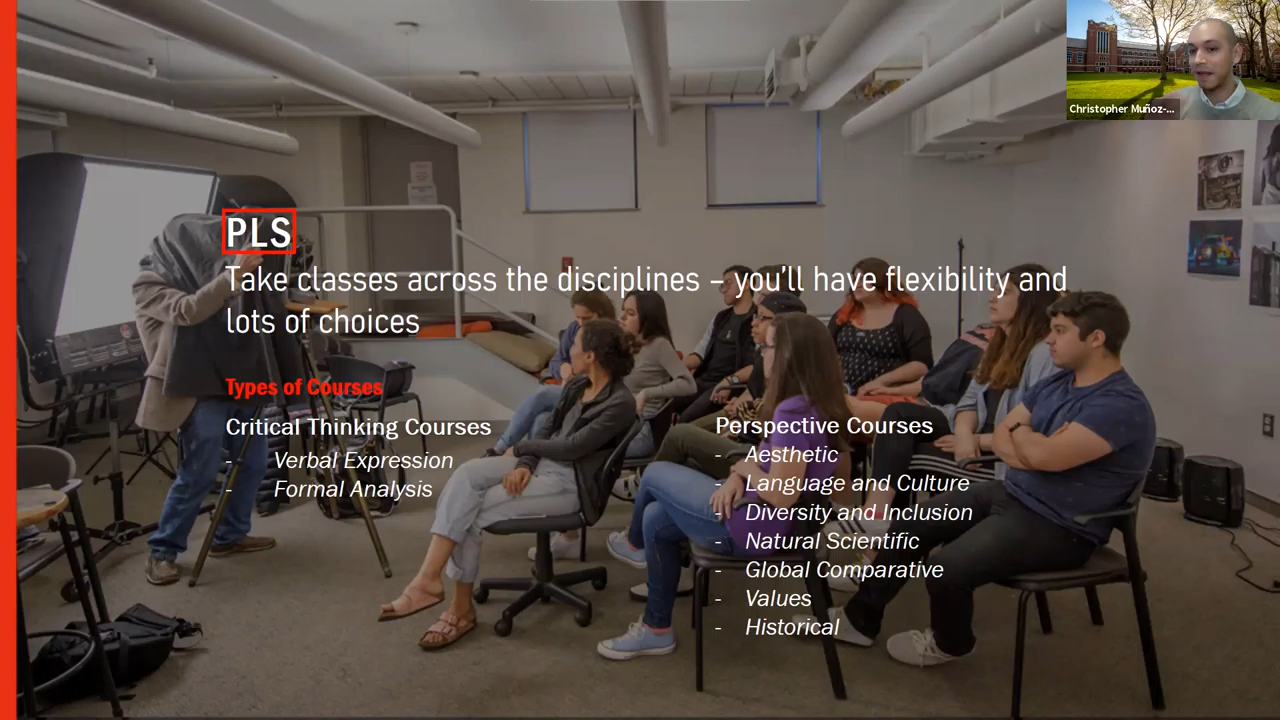 Christopher Muñoz-...
PLS
Take classes across the disciplines – you'll have flexibility and
lots of choices
Types of Courses
Critical Thinking Courses
- Verbal Expression
- Formal Analysis
Perspective Courses
- Aesthetic
- Language and Culture
- Diversity and Inclusion
- Natural Scientific
- Global Comparative
- Values
- Historical